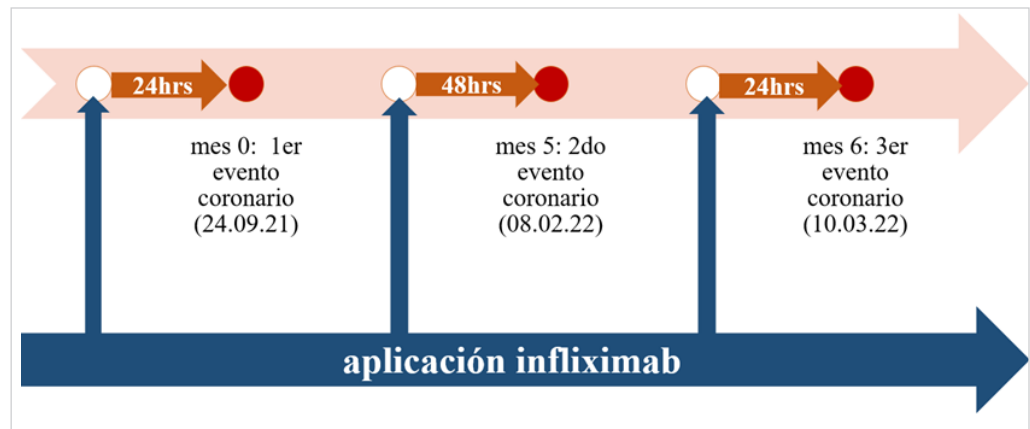 24hrs
48hrs
24hrs
mes 0:  1er
evento
coronario
(24.09.21)
mes 5: 2do
evento
coronario
(08.02.22)
mes 6: 3er
evento
coronario
(10.03.22)
aplicación infliximab